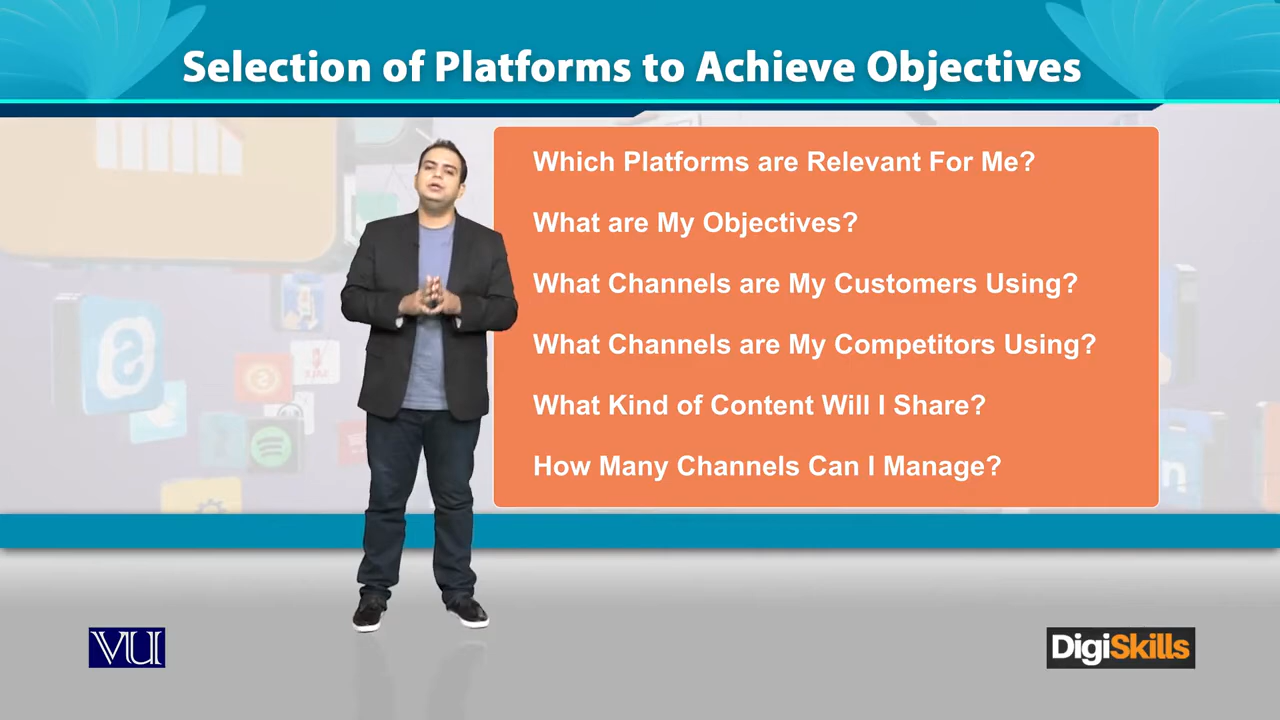 Selection of Platforms to Achieve Objectives
Which Platforms are Relevant For Me?
What are My Objectives?
What Channels are My Customers Using?
What Channels are My Competitors Using?
What Kind of Content Will I Share?
How Many Channels Can I Manage?
VU
DigiSkills